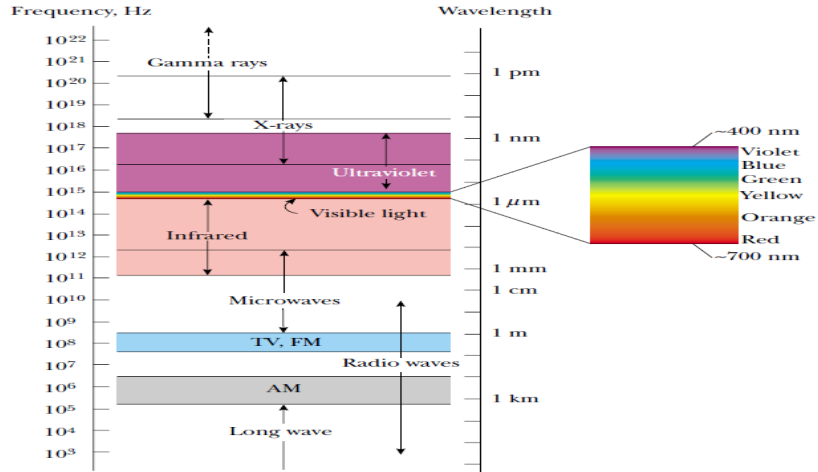 Frequency, Hz
Wavelength
10²²
10²¹
Gamma rays
10²⁰
1 pm
10¹⁹
10¹⁸
X-rays
~400 nm
10¹⁷
1 nm
Violet
10¹⁶
Ultraviolet
Blue
10¹⁵
Green
1 μm
Yellow
10¹⁴
Visible light
Orange
10¹³
Infrared
Red
10¹²
~700 nm
1 mm
10¹¹
1 cm
10¹⁰
Microwaves
10⁹
1 m
10⁸
TV, FM
10⁷
Radio waves
10⁶
AM
1 km
10⁵
10⁴
Long wave
10³